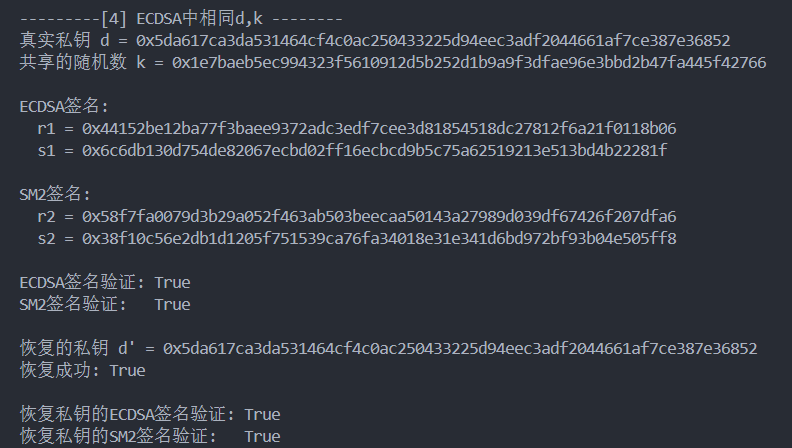 ---------[4] ECDSA中相同d,k --------
真实私钥 d = 0x5da617ca3da531464cf4c0ac250433225d94eec3adf2044661af7ce387e36852
共享的随机数 k = 0x1e7baeb5ec994323f5610912d5b252d1b9a9f3dfae96e3bbd2b47fa445f42766
ECDSA签名:
r1 = 0x44152be12ba77f3baee9372adc3edf7cee3d81854518dc27812f6a21f0118b06
s1 = 0x6c6db130d754de82067ecbd02ff16ecbcd9b5c75a62519213e513bd4b22281f
SM2签名:
r2 = 0x58f7fa0079d3b29a052f463ab503beecaa50143a27989d039df67426f207dfa6
s2 = 0x38f10c56e2db1d1205f751539ca76fa34018e31e341d6bd972bf93b04e505ff8
ECDSA签名验证: True
SM2签名验证:   True
恢复的私钥 d' = 0x5da617ca3da531464cf4c0ac250433225d94eec3adf2044661af7ce387e36852
恢复成功: True
恢复私钥的ECDSA签名验证: True
恢复私钥的SM2签名验证:   True